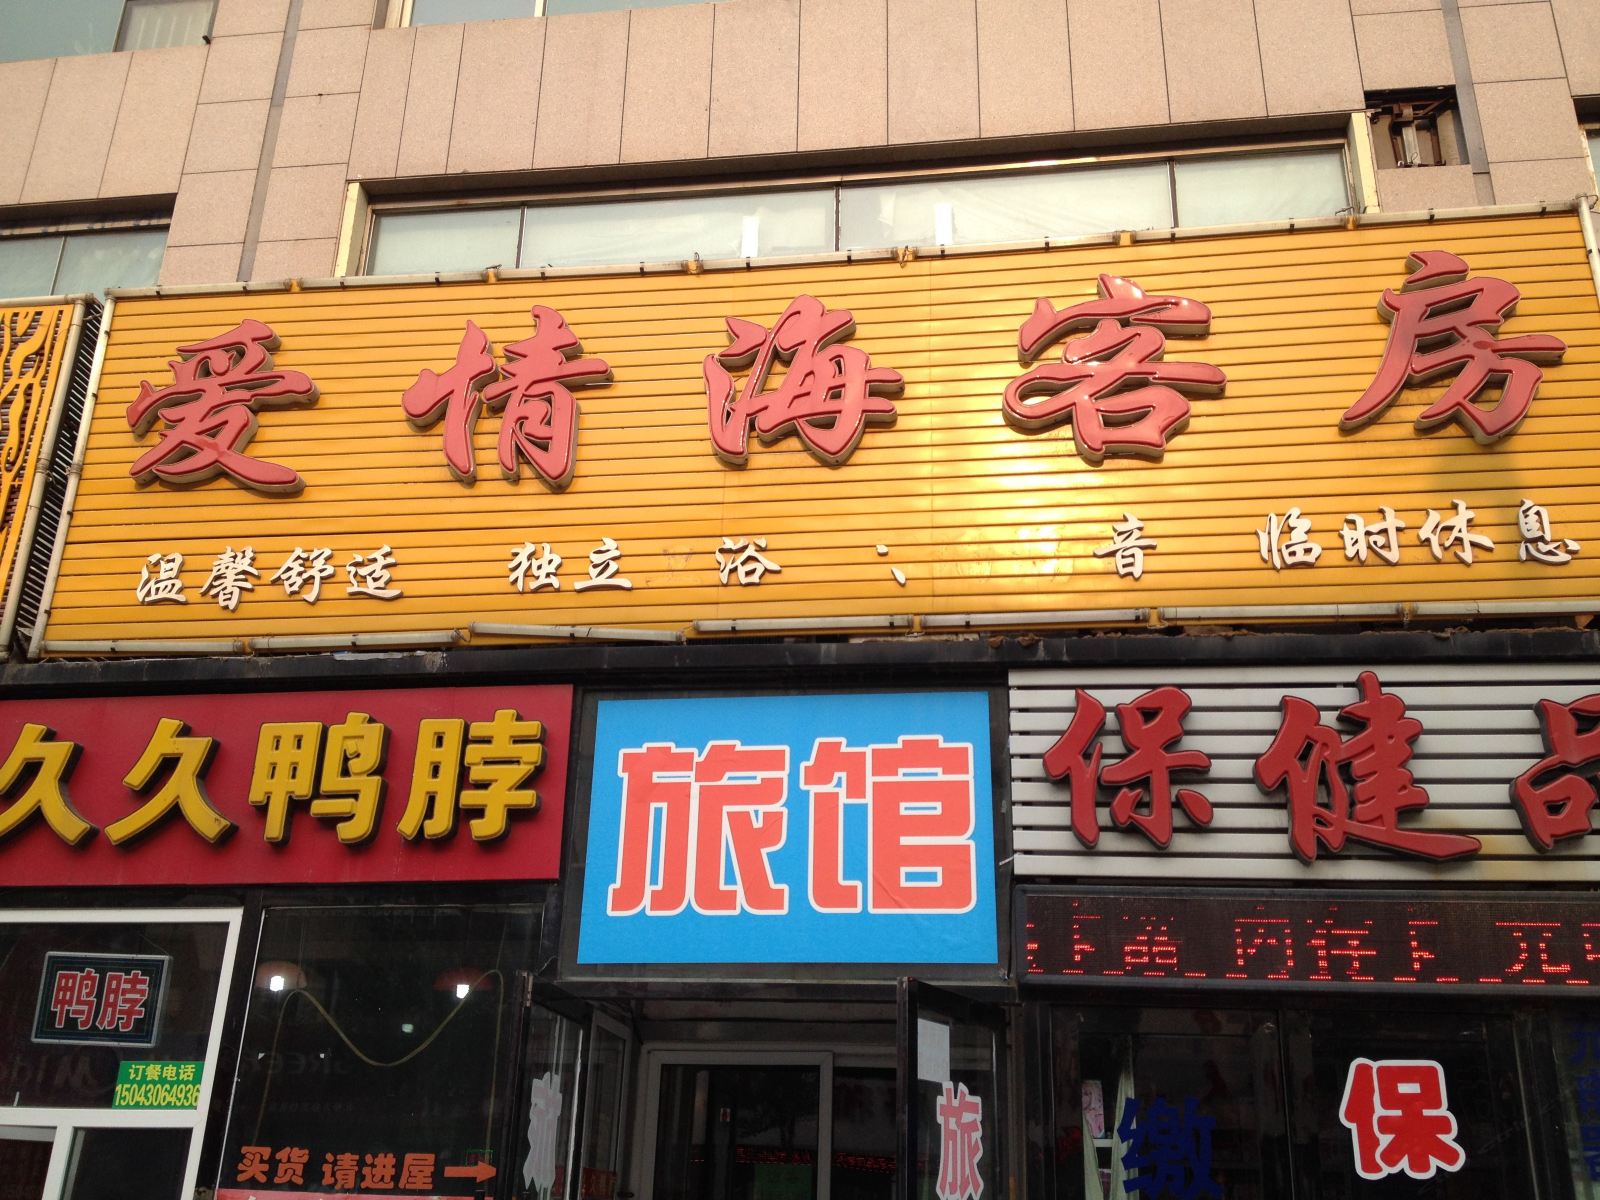 爱情海客房
温馨舒适 独立 浴 、 音 临时休息
久久鸭脖
旅馆
保健品
鸭脖
订餐电话
15043064936
买货 请进屋
旅
缴
保